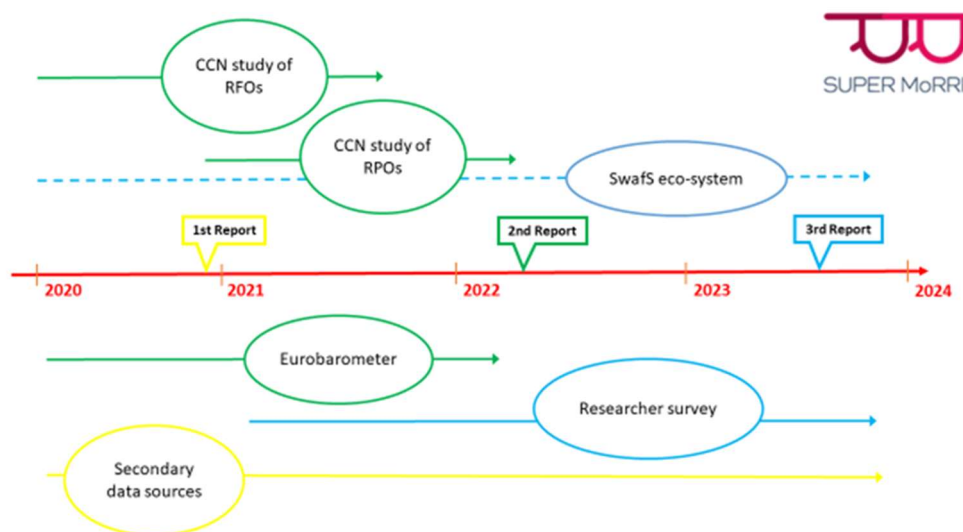 CCN study of
RFOs
SUPER MoRRI
CCN study of
RPOs
SwafS eco-system
1st Report
2nd Report
3rd Report
2020
2021
2022
2023
2024
Eurobarometer
Researcher survey
Secondary
data sources